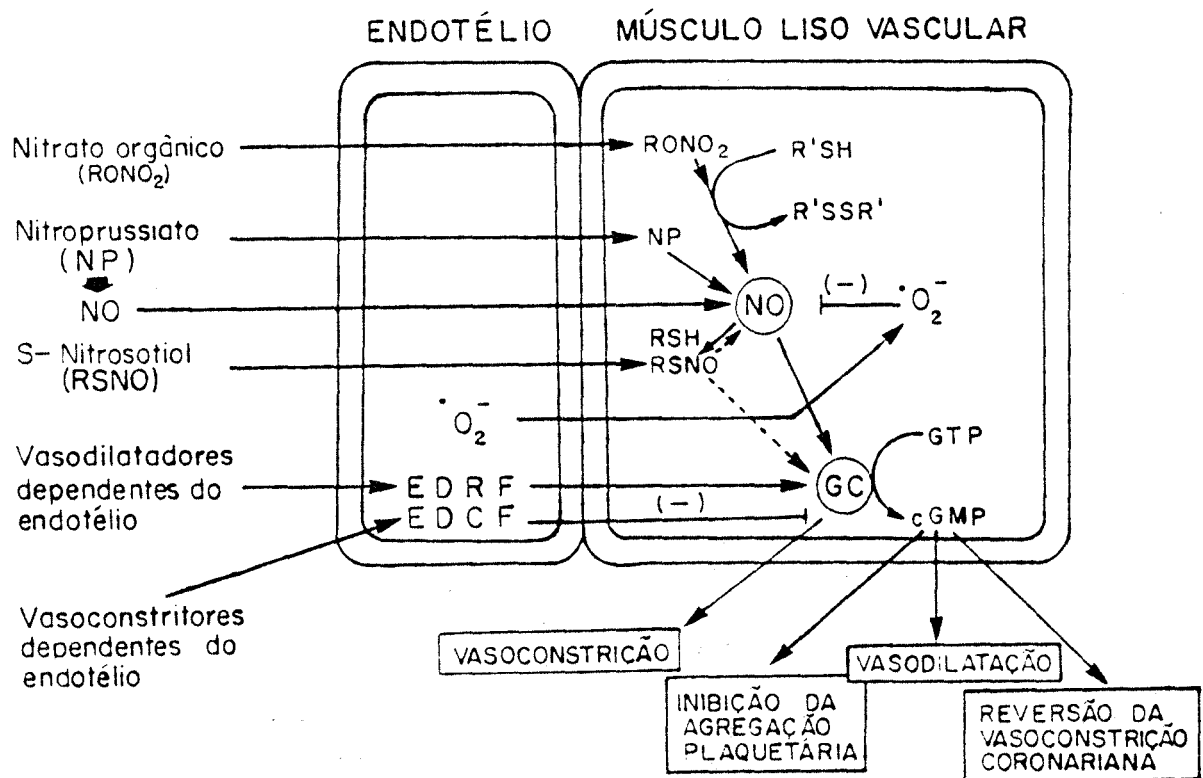 ENDOTÉLIO
MÚSCULO LISO VASCULAR
Nitrato orgânico
(RONO₂)
RONO₂
R'SH
R'SSR'
Nitroprussiato
(NP)
NP
NO
NO
(-)
·O₂⁻
RSH
RSNO
S-Nitrosotiol
(RSNO)
·O₂⁻
GTP
Vasodilatadores
dependentes do
endotélio
EDRF
(-)
GC
EDCF
cGMP
Vasoconstritores
dependentes do
endotélio
VASOCONSTRIÇÃO
VASODILATAÇÃO
INIBIÇÃO DA
AGREGAÇÃO
PLAQUETÁRIA
REVERSÃO DA
VASOCONSTRIÇÃO
CORONARIANA